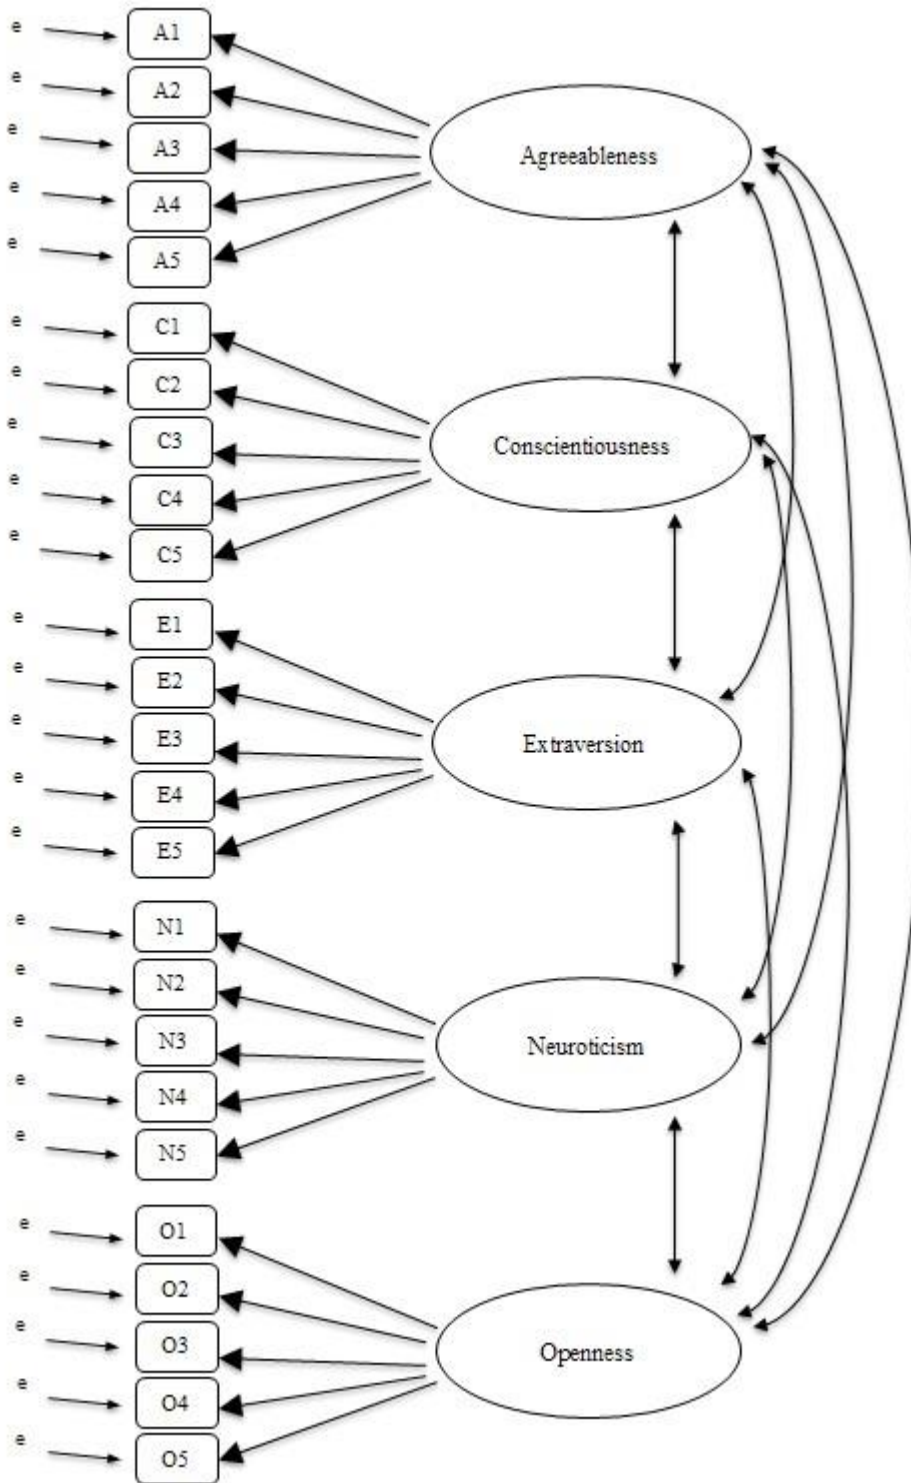 e A1
e A2
e A3
e A4
e A5
Agreeableness
e C1
e C2
e C3
e C4
e C5
Conscientiousness
e E1
e E2
e E3
e E4
e E5
Extraversion
e N1
e N2
e N3
e N4
e N5
Neuroticism
e O1
e O2
e O3
e O4
e O5
Openness